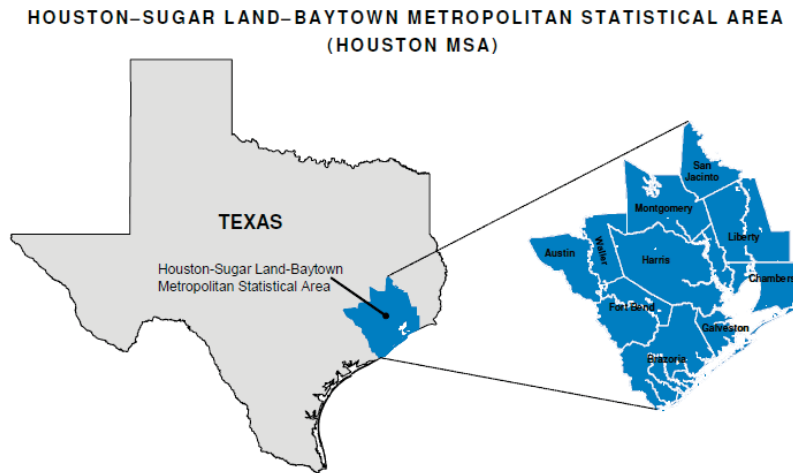 HOUSTON–SUGAR LAND–BAYTOWN METROPOLITAN STATISTICAL AREA
(HOUSTON MSA)
TEXAS
Houston-Sugar Land-Baytown
Metropolitan Statistical Area
San
Jacinto
Montgomery
Liberty
Austin
Waller
Harris
Chambers
Fort Bend
Galveston
Brazoria